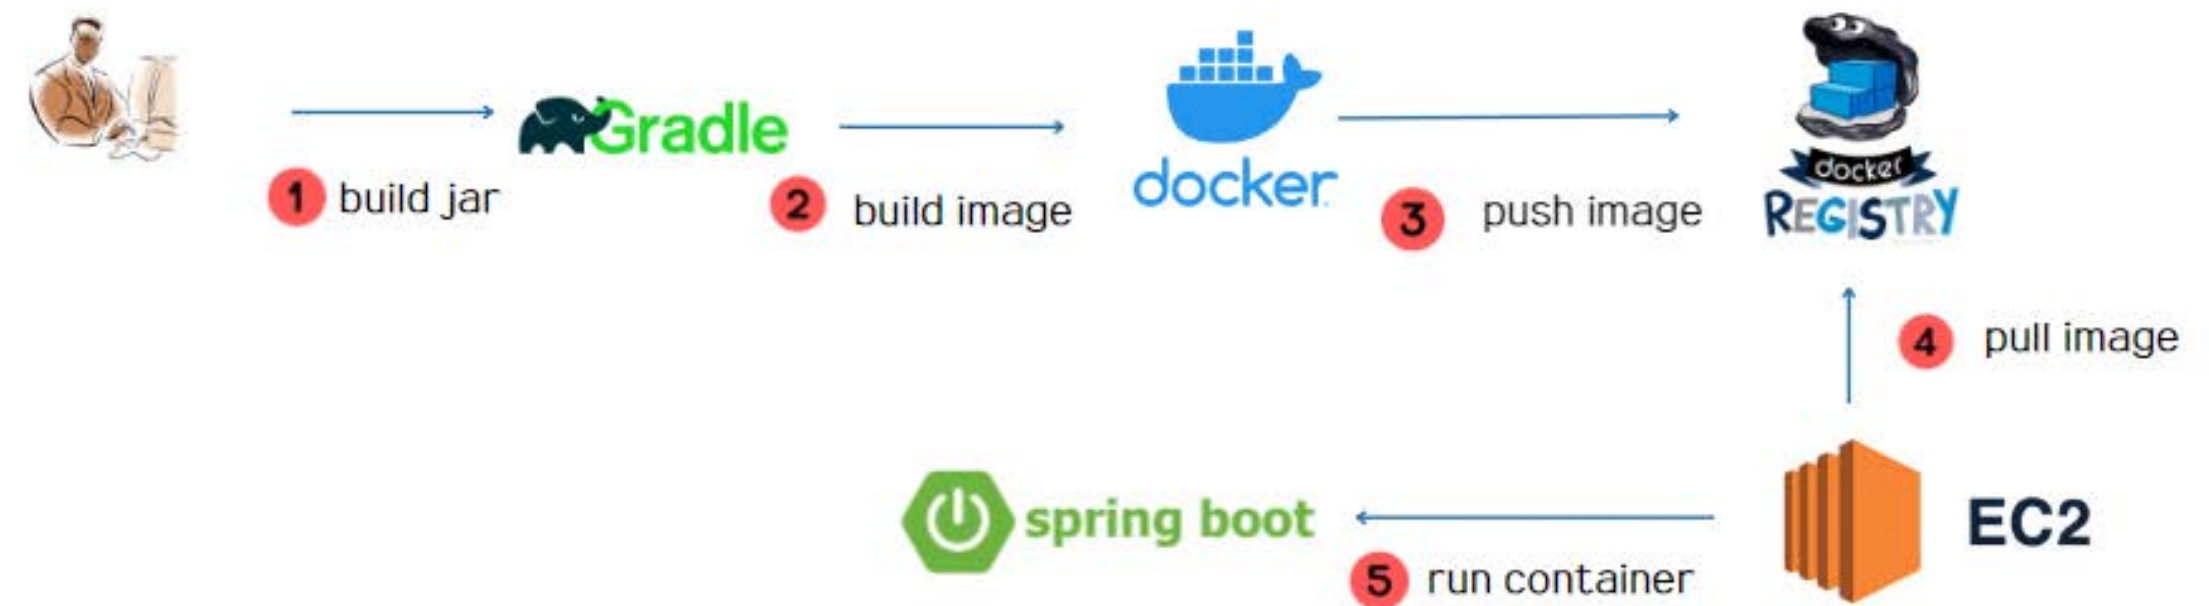 Gradle
1 build jar
2 build image
docker
3 push image
docker
REGISTRY
4 pull image
EC2
spring boot
5 run container